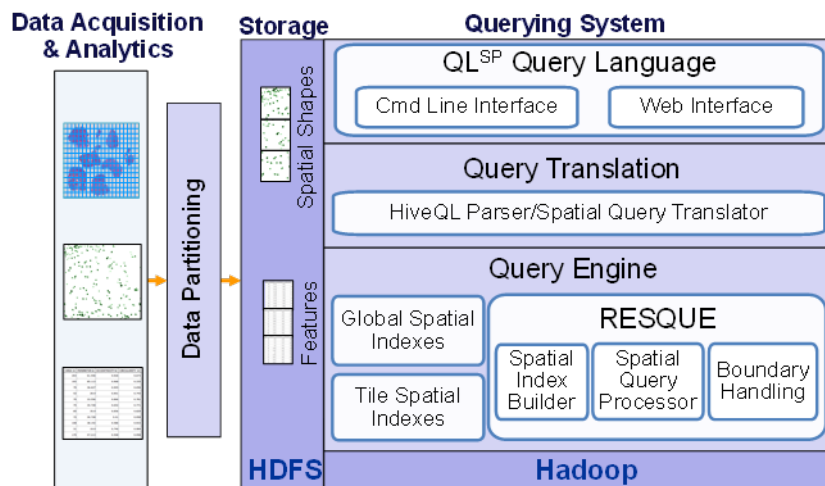 Data Acquisition
& Analytics
Storage
Querying System
Data Partitioning
Spatial Shapes
Features
HDFS
QL^SP Query Language
Cmd Line Interface
Web Interface
Query Translation
HiveQL Parser/Spatial Query Translator
Query Engine
Global Spatial
Indexes
Tile Spatial
Indexes
RESQUE
Spatial
Index
Builder
Spatial
Query
Processor
Boundary
Handling
Hadoop